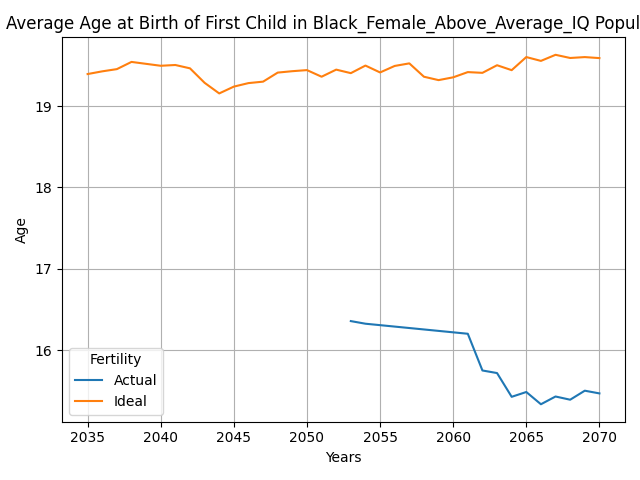 Average Age at Birth of First Child in Black_Female_Above_Average_IQ Popul
Age
19
18
17
16
Fertility
Actual
Ideal
2035 2040 2045 2050 2055 2060 2065 2070
Years